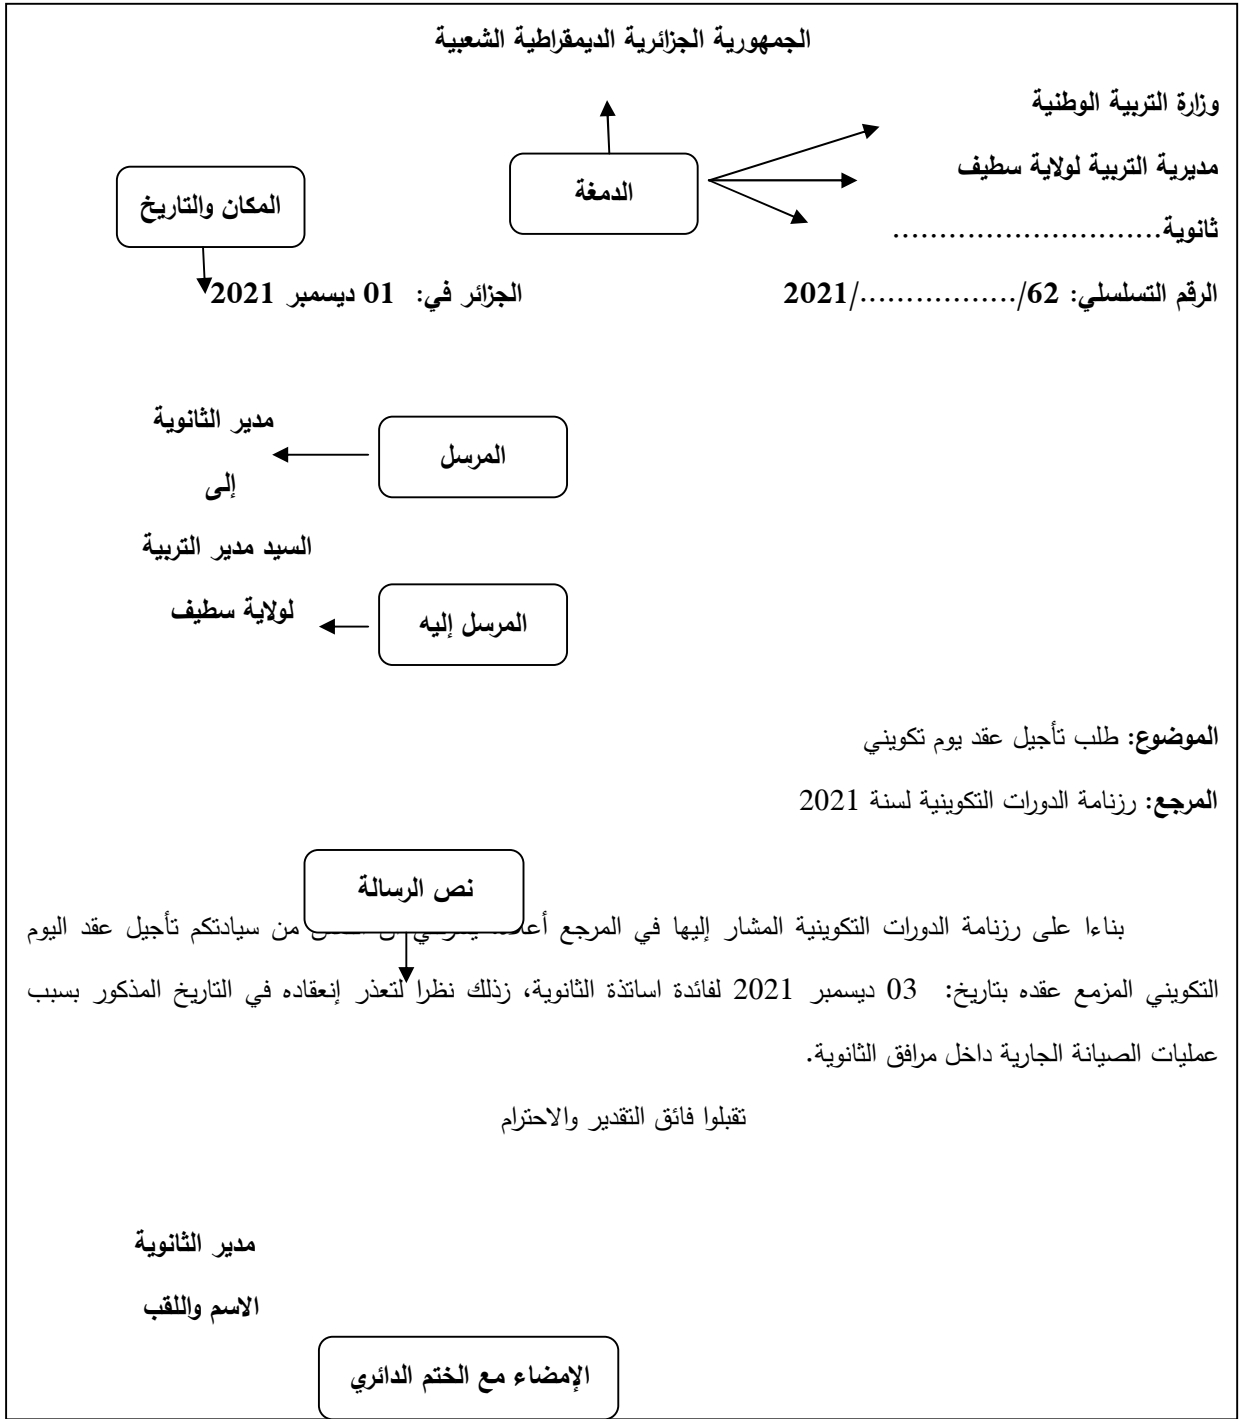 الجمهورية الجزائرية الديمقراطية الشعبية
وزارة التربية الوطنية
مديرية التربية لولاية سطيف
الدمغة
المكان والتاريخ
ثانوية.............................
الرقم التسلسلي: 62/................./2021
الجزائر في: 01 ديسمبر 2021
مدير الثانوية
المرسل
إلى
السيد مدير التربية
لولاية سطيف
المرسل إليه
الموضوع: طلب تأجيل عقد يوم تكويني
المرجع: رزنامة الدورات التكوينية لسنة 2021
نص الرسالة
بناءا على رزنامة الدورات التكوينية المشار إليها في المرجع من سيادتكم تأجيل عقد اليوم
التكويني المزمع عقده بتاريخ: 03 ديسمبر 2021 لفائدة اساتذة الثانوية، زذلك نظرا لتعذر إنعقاده في التاريخ المذكور بسبب
عمليات الصيانة الجارية داخل مرافق الثانوية.
تقبلوا فائق التقدير والاحترام
مدير الثانوية
الاسم واللقب
الإمضاء مع الختم الدائري